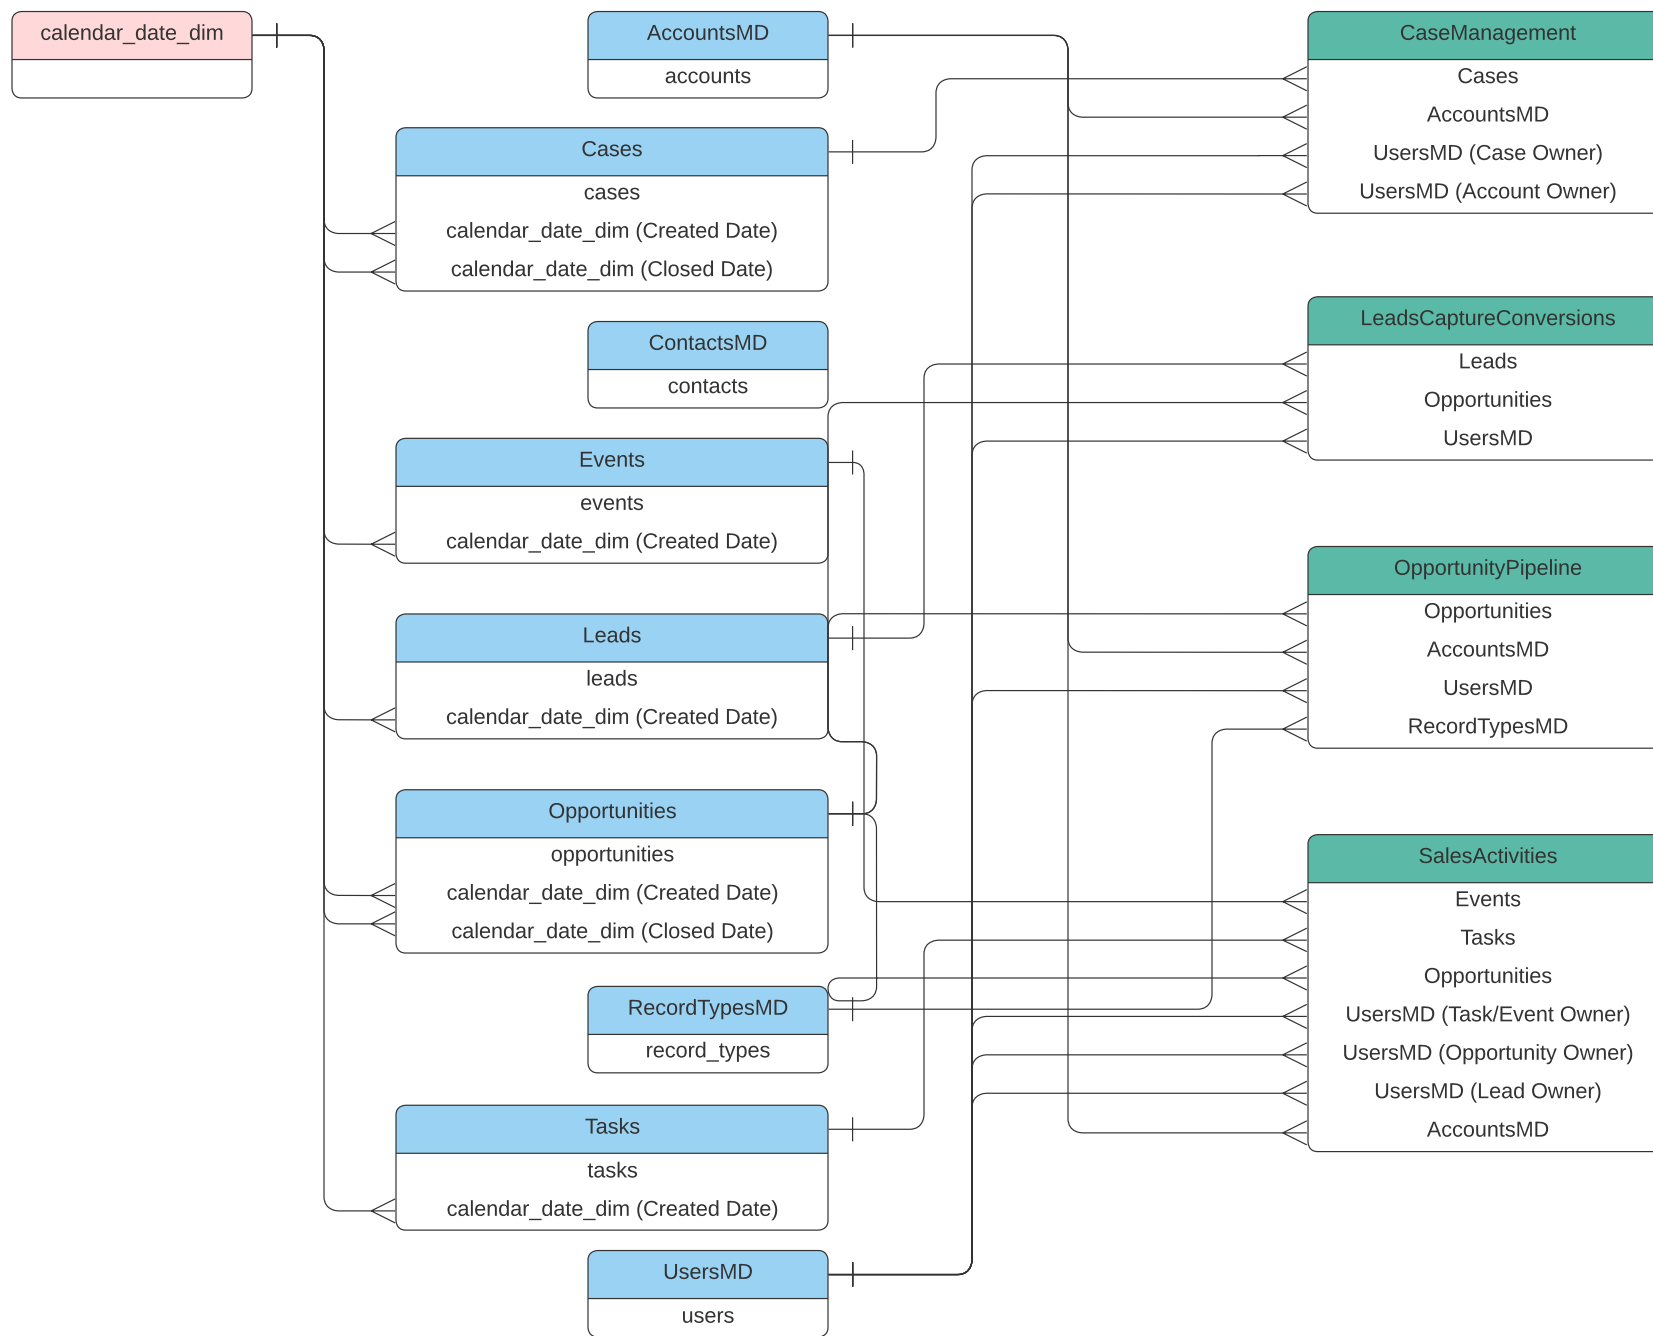 calendar_date_dim
AccountsMD
accounts
Cases
cases
calendar_date_dim (Created Date)
calendar_date_dim (Closed Date)
ContactsMD
contacts
Events
events
calendar_date_dim (Created Date)
Leads
leads
calendar_date_dim (Created Date)
Opportunities
opportunities
calendar_date_dim (Created Date)
calendar_date_dim (Closed Date)
RecordTypesMD
record_types
Tasks
tasks
calendar_date_dim (Created Date)
UsersMD
users
CaseManagement
Cases
AccountsMD
UsersMD (Case Owner)
UsersMD (Account Owner)
LeadsCaptureConversions
Leads
Opportunities
UsersMD
OpportunityPipeline
Opportunities
AccountsMD
UsersMD
RecordTypesMD
SalesActivities
Events
Tasks
Opportunities
UsersMD (Task/Event Owner)
UsersMD (Opportunity Owner)
UsersMD (Lead Owner)
AccountsMD